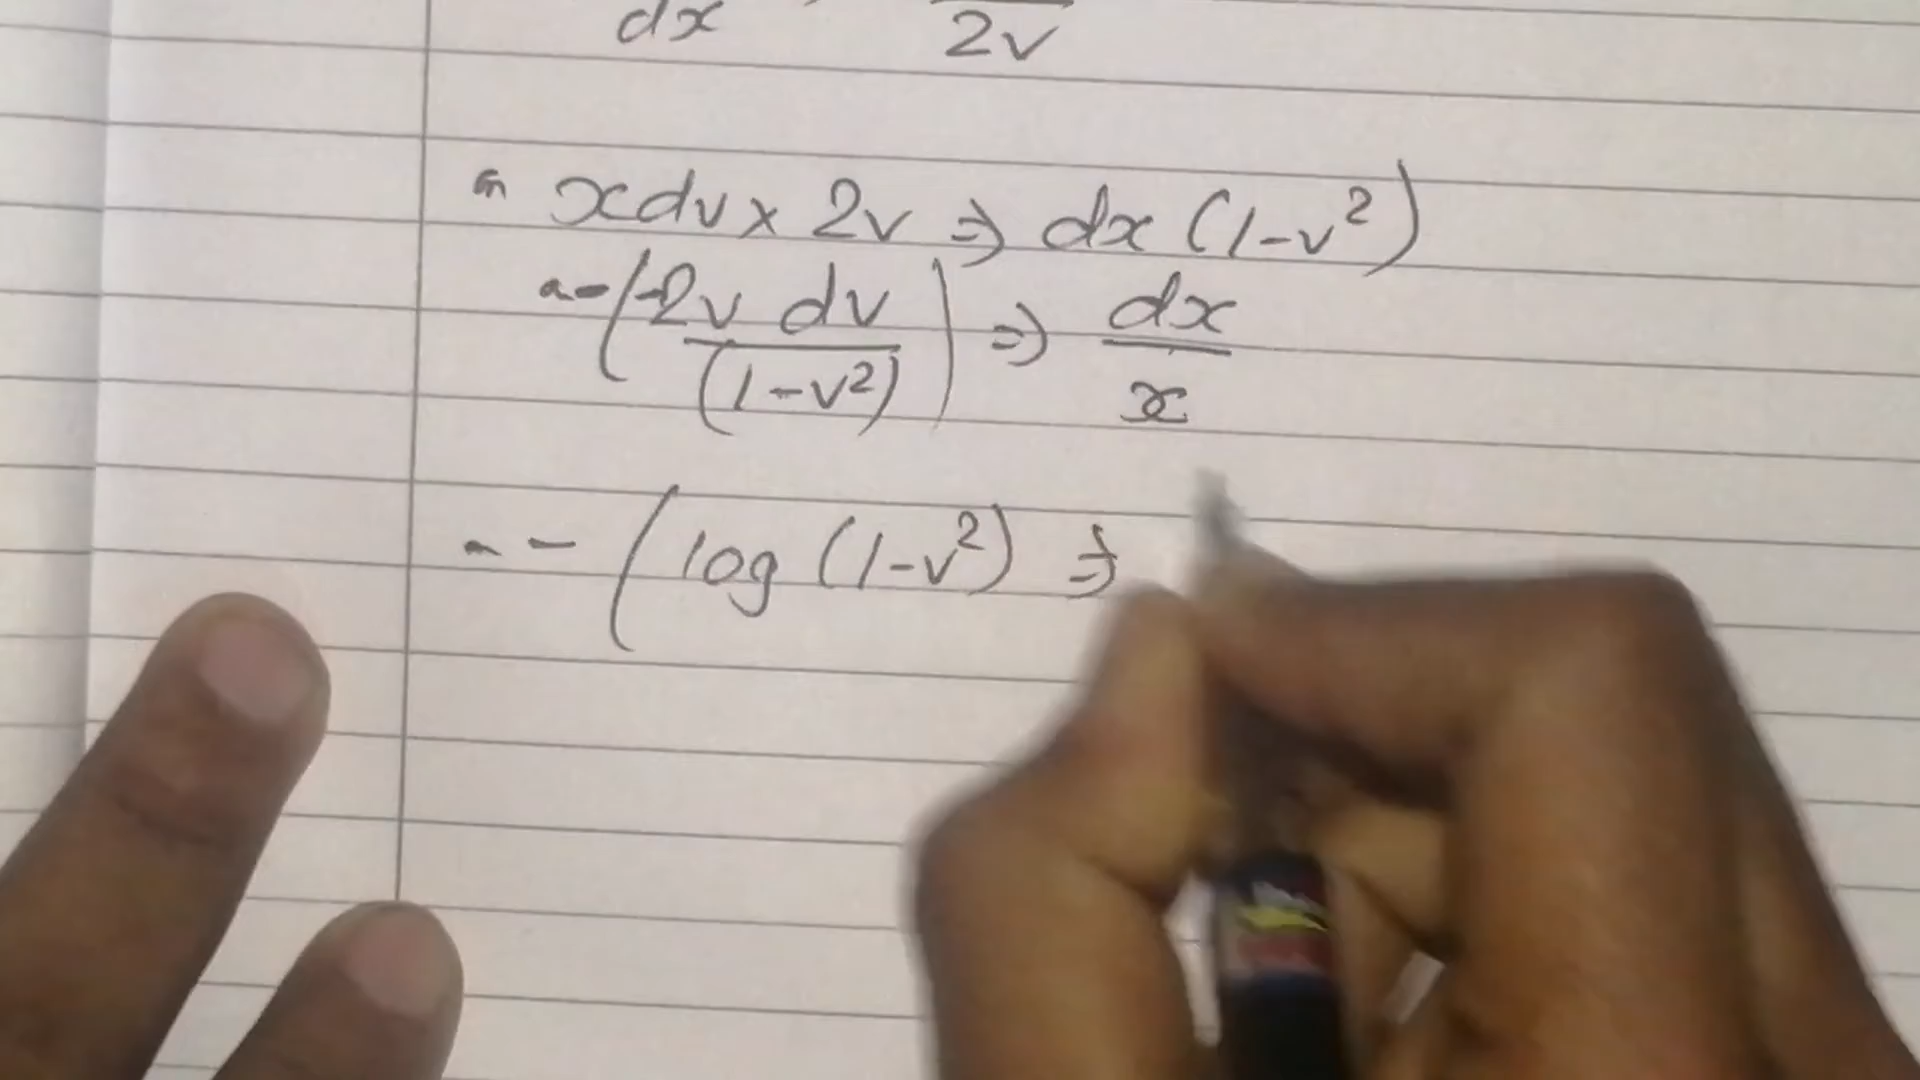 dx 2v
x dv x 2v ⇒ dx (1-v²)
-(-2v dv / (1-v²)) ⇒ dx / x
- (log (1-v²) ⇒